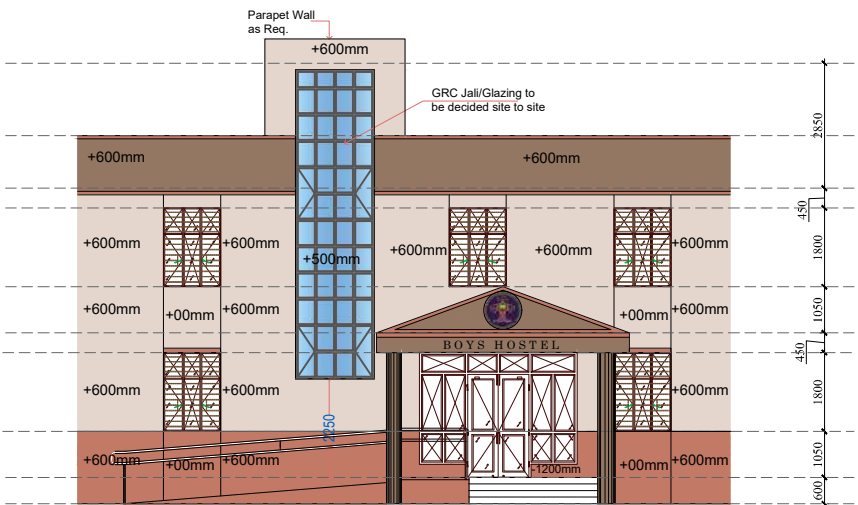 Parapet Wall
as Req.
+600mm
GRC Jali/Glazing to
be decided site to site
2850
+600mm
+600mm
450
+600mm
+600mm
+600mm
+600mm
+600mm
1800
+500mm
+600mm
+00mm
+600mm
+00mm
+600mm
1050
BOYS HOSTEL
450
+600mm
+600mm
+600mm
1800
2250
+600mm
+00mm
+600mm
-1200mm
+00mm
+600mm
1050
600